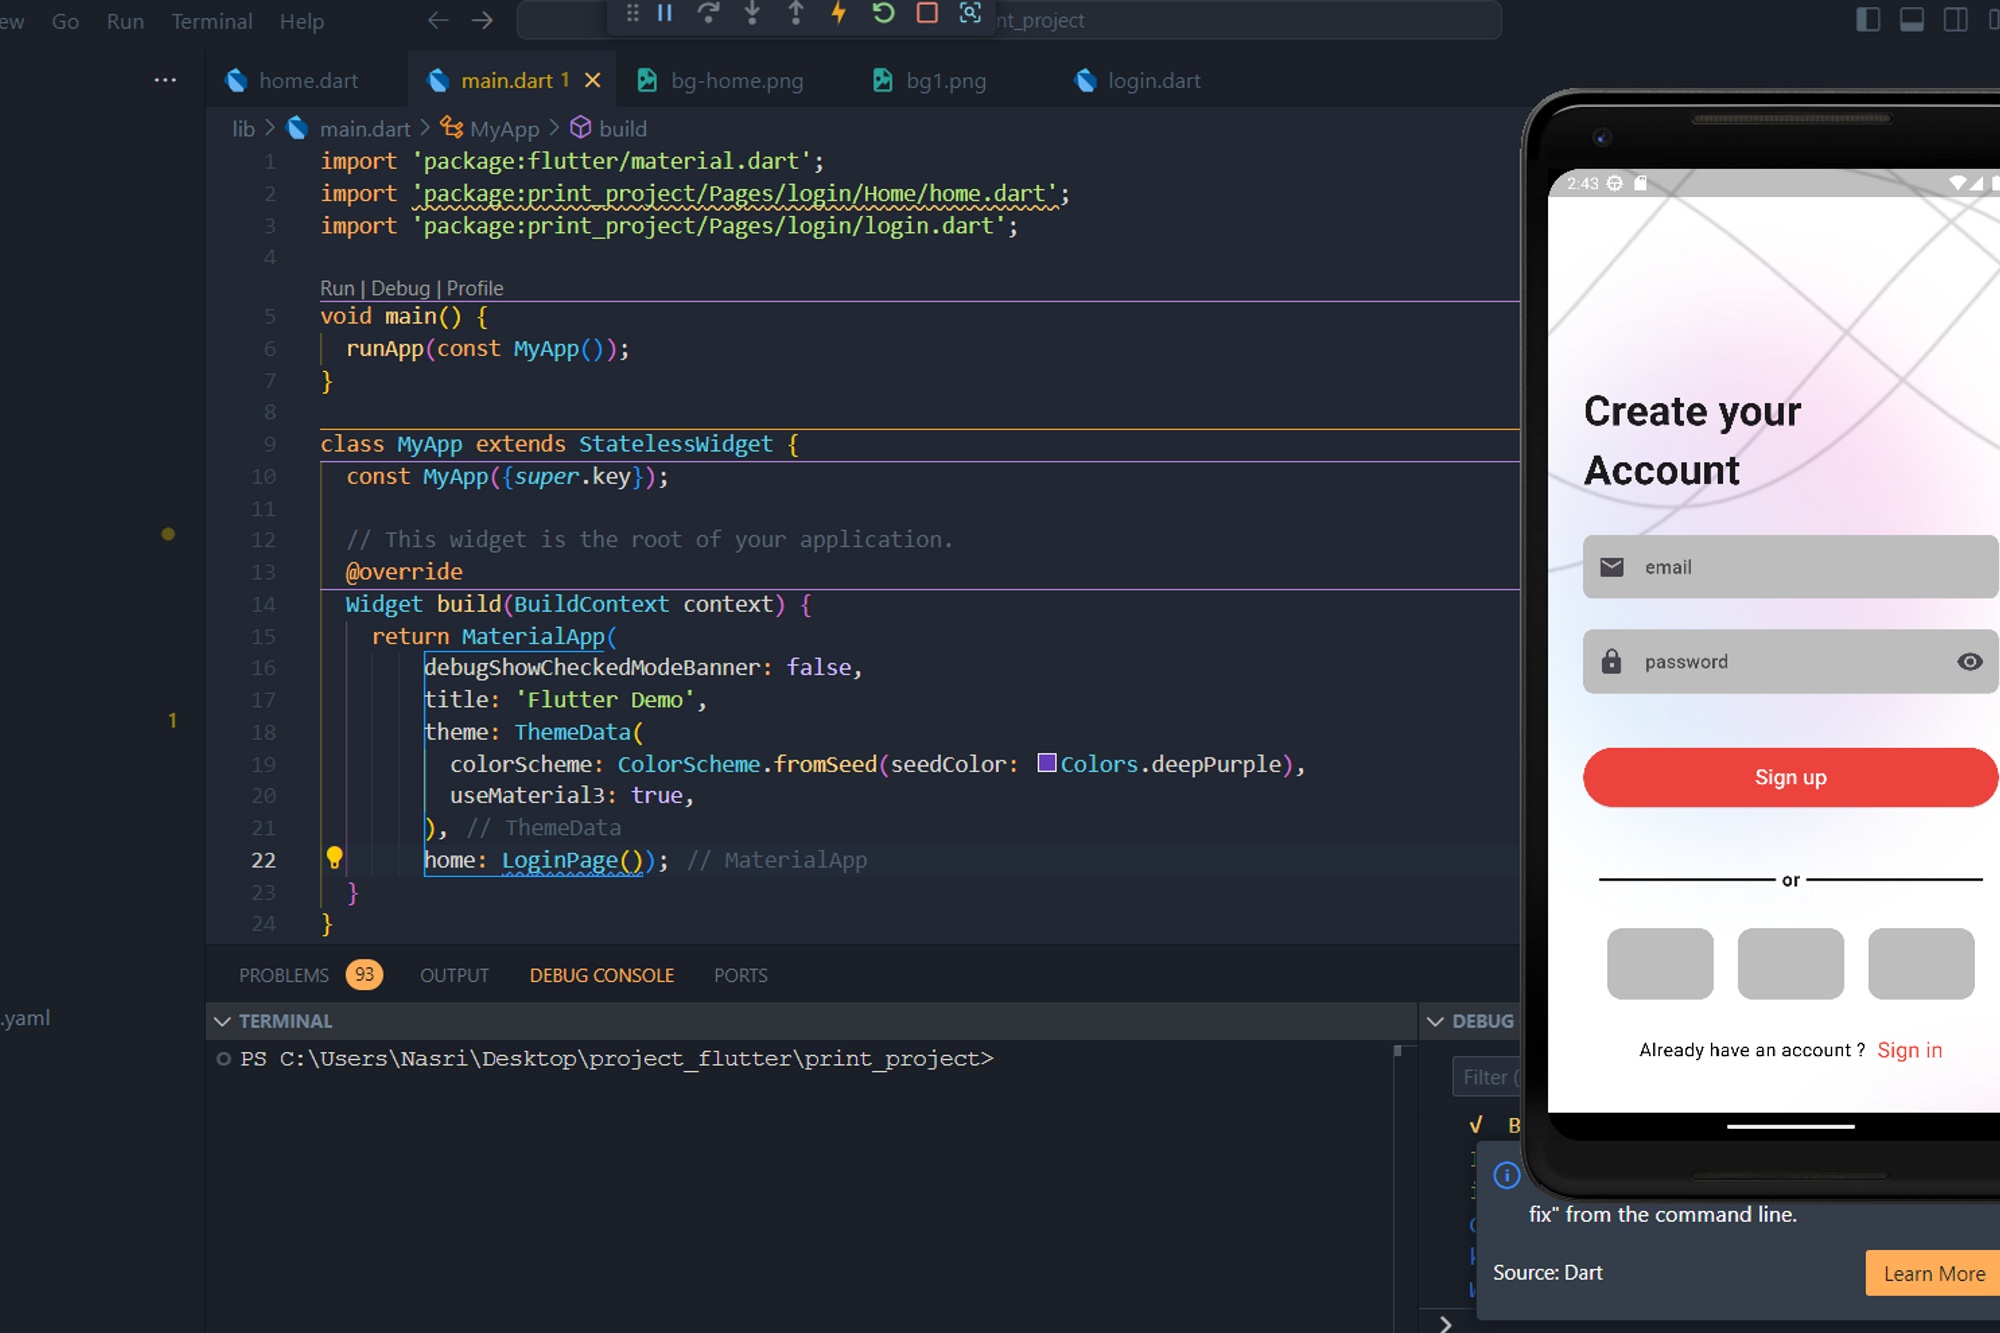 Go Run Terminal Help
nt_project
home.dart
main.dart 1
bg-home.png
bg1.png
login.dart
lib > main.dart > MyApp > build
1 import 'package:flutter/material.dart';
2 import 'package:print_project/Pages/login/Home/home.dart';
3 import 'package:print_project/Pages/login/login.dart';
4
Run | Debug | Profile
5 void main() {
6 runApp(const MyApp());
7 }
8
9 class MyApp extends StatelessWidget {
10 const MyApp({super.key});
11
12 // This widget is the root of your application.
13 @override
14 Widget build(BuildContext context) {
15 return MaterialApp(
16 debugShowCheckedModeBanner: false,
17 title: 'Flutter Demo',
18 theme: ThemeData(
19 colorScheme: ColorScheme.fromSeed(seedColor: Colors.deepPurple),
20 useMaterial3: true,
21 ), // ThemeData
22 home: LoginPage()); // MaterialApp
23 }
24 }
1
.yaml
PROBLEMS 93 OUTPUT DEBUG CONSOLE PORTS
TERMINAL
PS C:\Users\Nasri\Desktop\project_flutter\print_project>
DEBUG
Filter (
√ B
2:43
Create your
Account
email
password
Sign up
or
Already have an account ? Sign in
fix" from the command line.
Source: Dart
Learn More